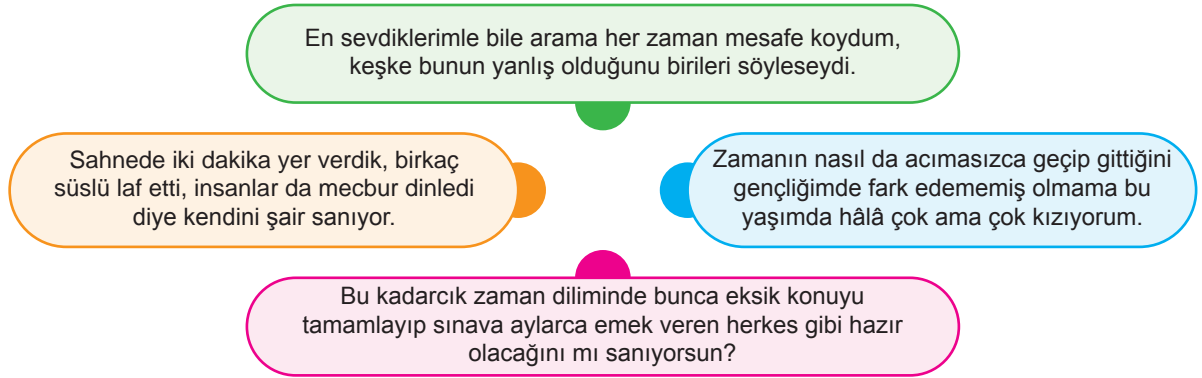 En sevdiklerimle bile arama her zaman mesafe koydum,
keşke bunun yanlış olduğunu birileri söyleseydi.
Sahnede iki dakika yer verdik, birkaç
süslü laf etti, insanlar da mecbur dinledi
diye kendini şair sanıyor.
Zamanın nasıl da acımasızca geçip gittiğini
gençliğimde fark edememiş olmama bu
yaşımda hâlâ çok ama çok kızıyorum.
Bu kadarcık zaman diliminde bunca eksik konuyu
tamamlayıp sınava aylarca emek veren herkes gibi hazır
olacağını mı sanıyorsun?